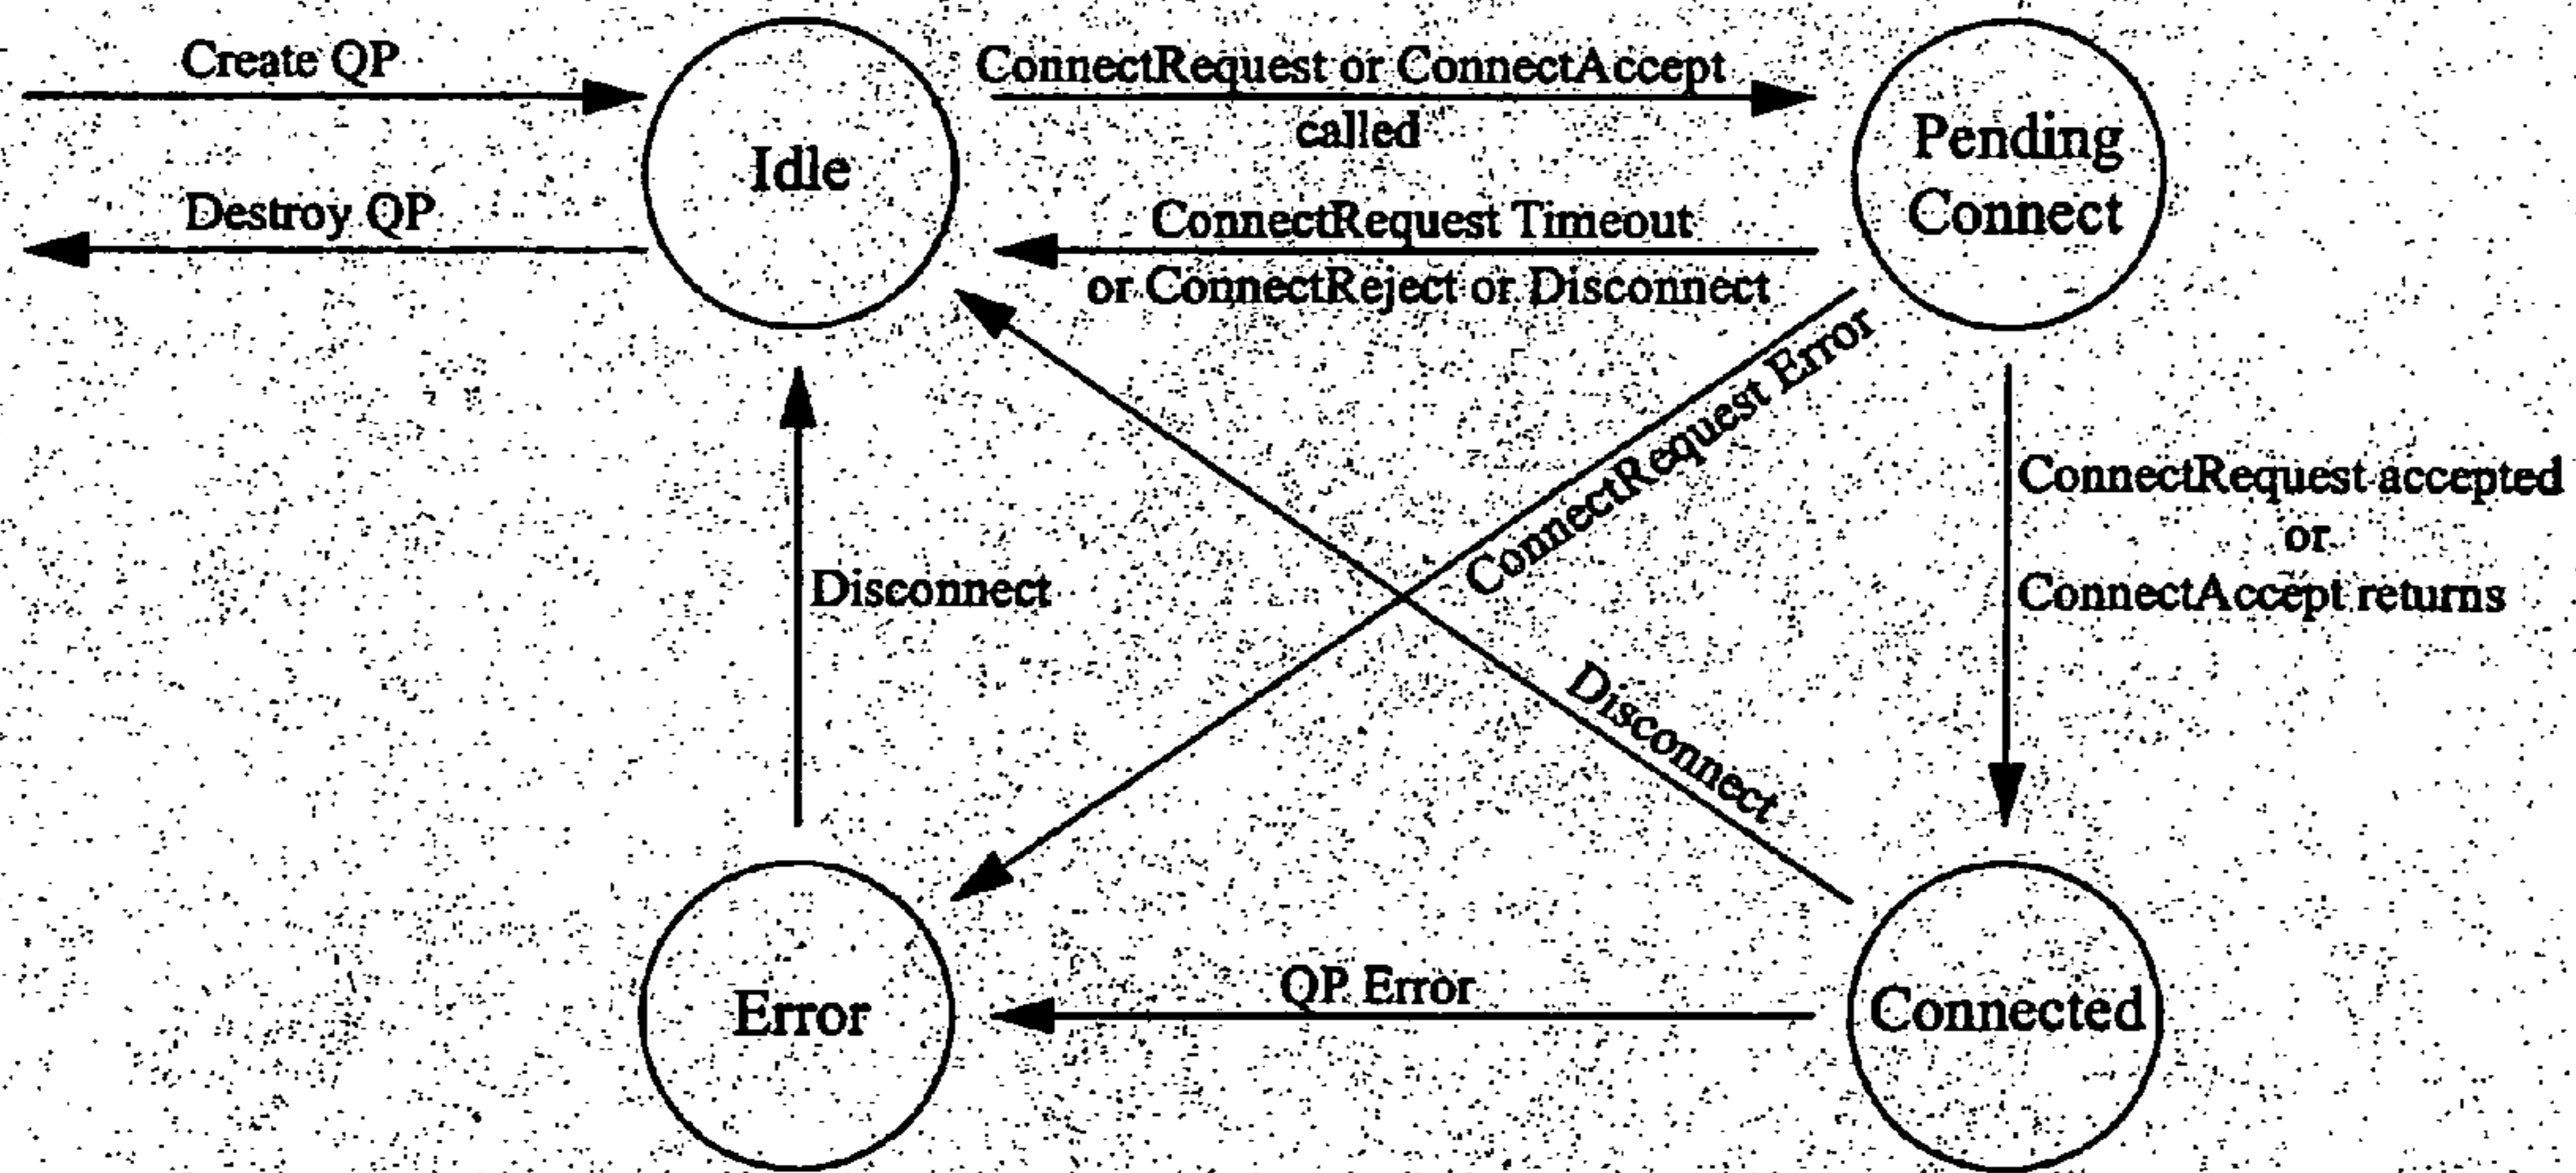 Create QP
Destroy QP
Idle
ConnectRequest or ConnectAccept
called
ConnectRequest Timeout
or ConnectReject or Disconnect
Pending
Connect
ConnectRequest Error
ConnectRequest accepted
or
ConnectAccept returns
Disconnect
Disconnect
Error
QP Error
Connected